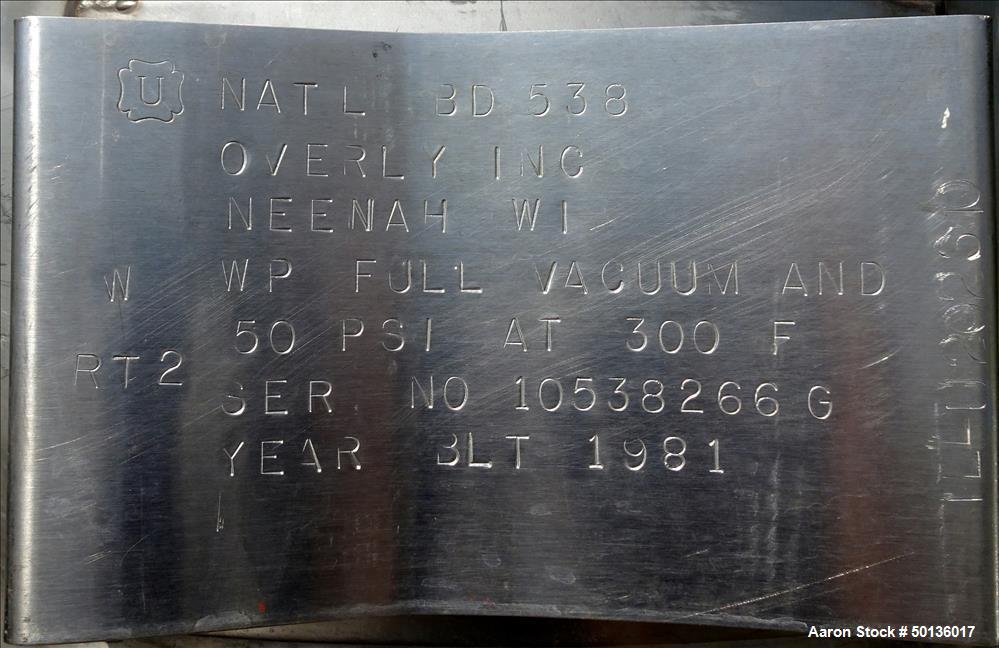 U NAT L BD 538
OVERLY INC
NEENAH WI
W WP FULL VACUUM AND
50 PSI AT 300 F
RT2
SER NO 10538266 G
YEAR BLT 1981
Aaron Stock # 50136017